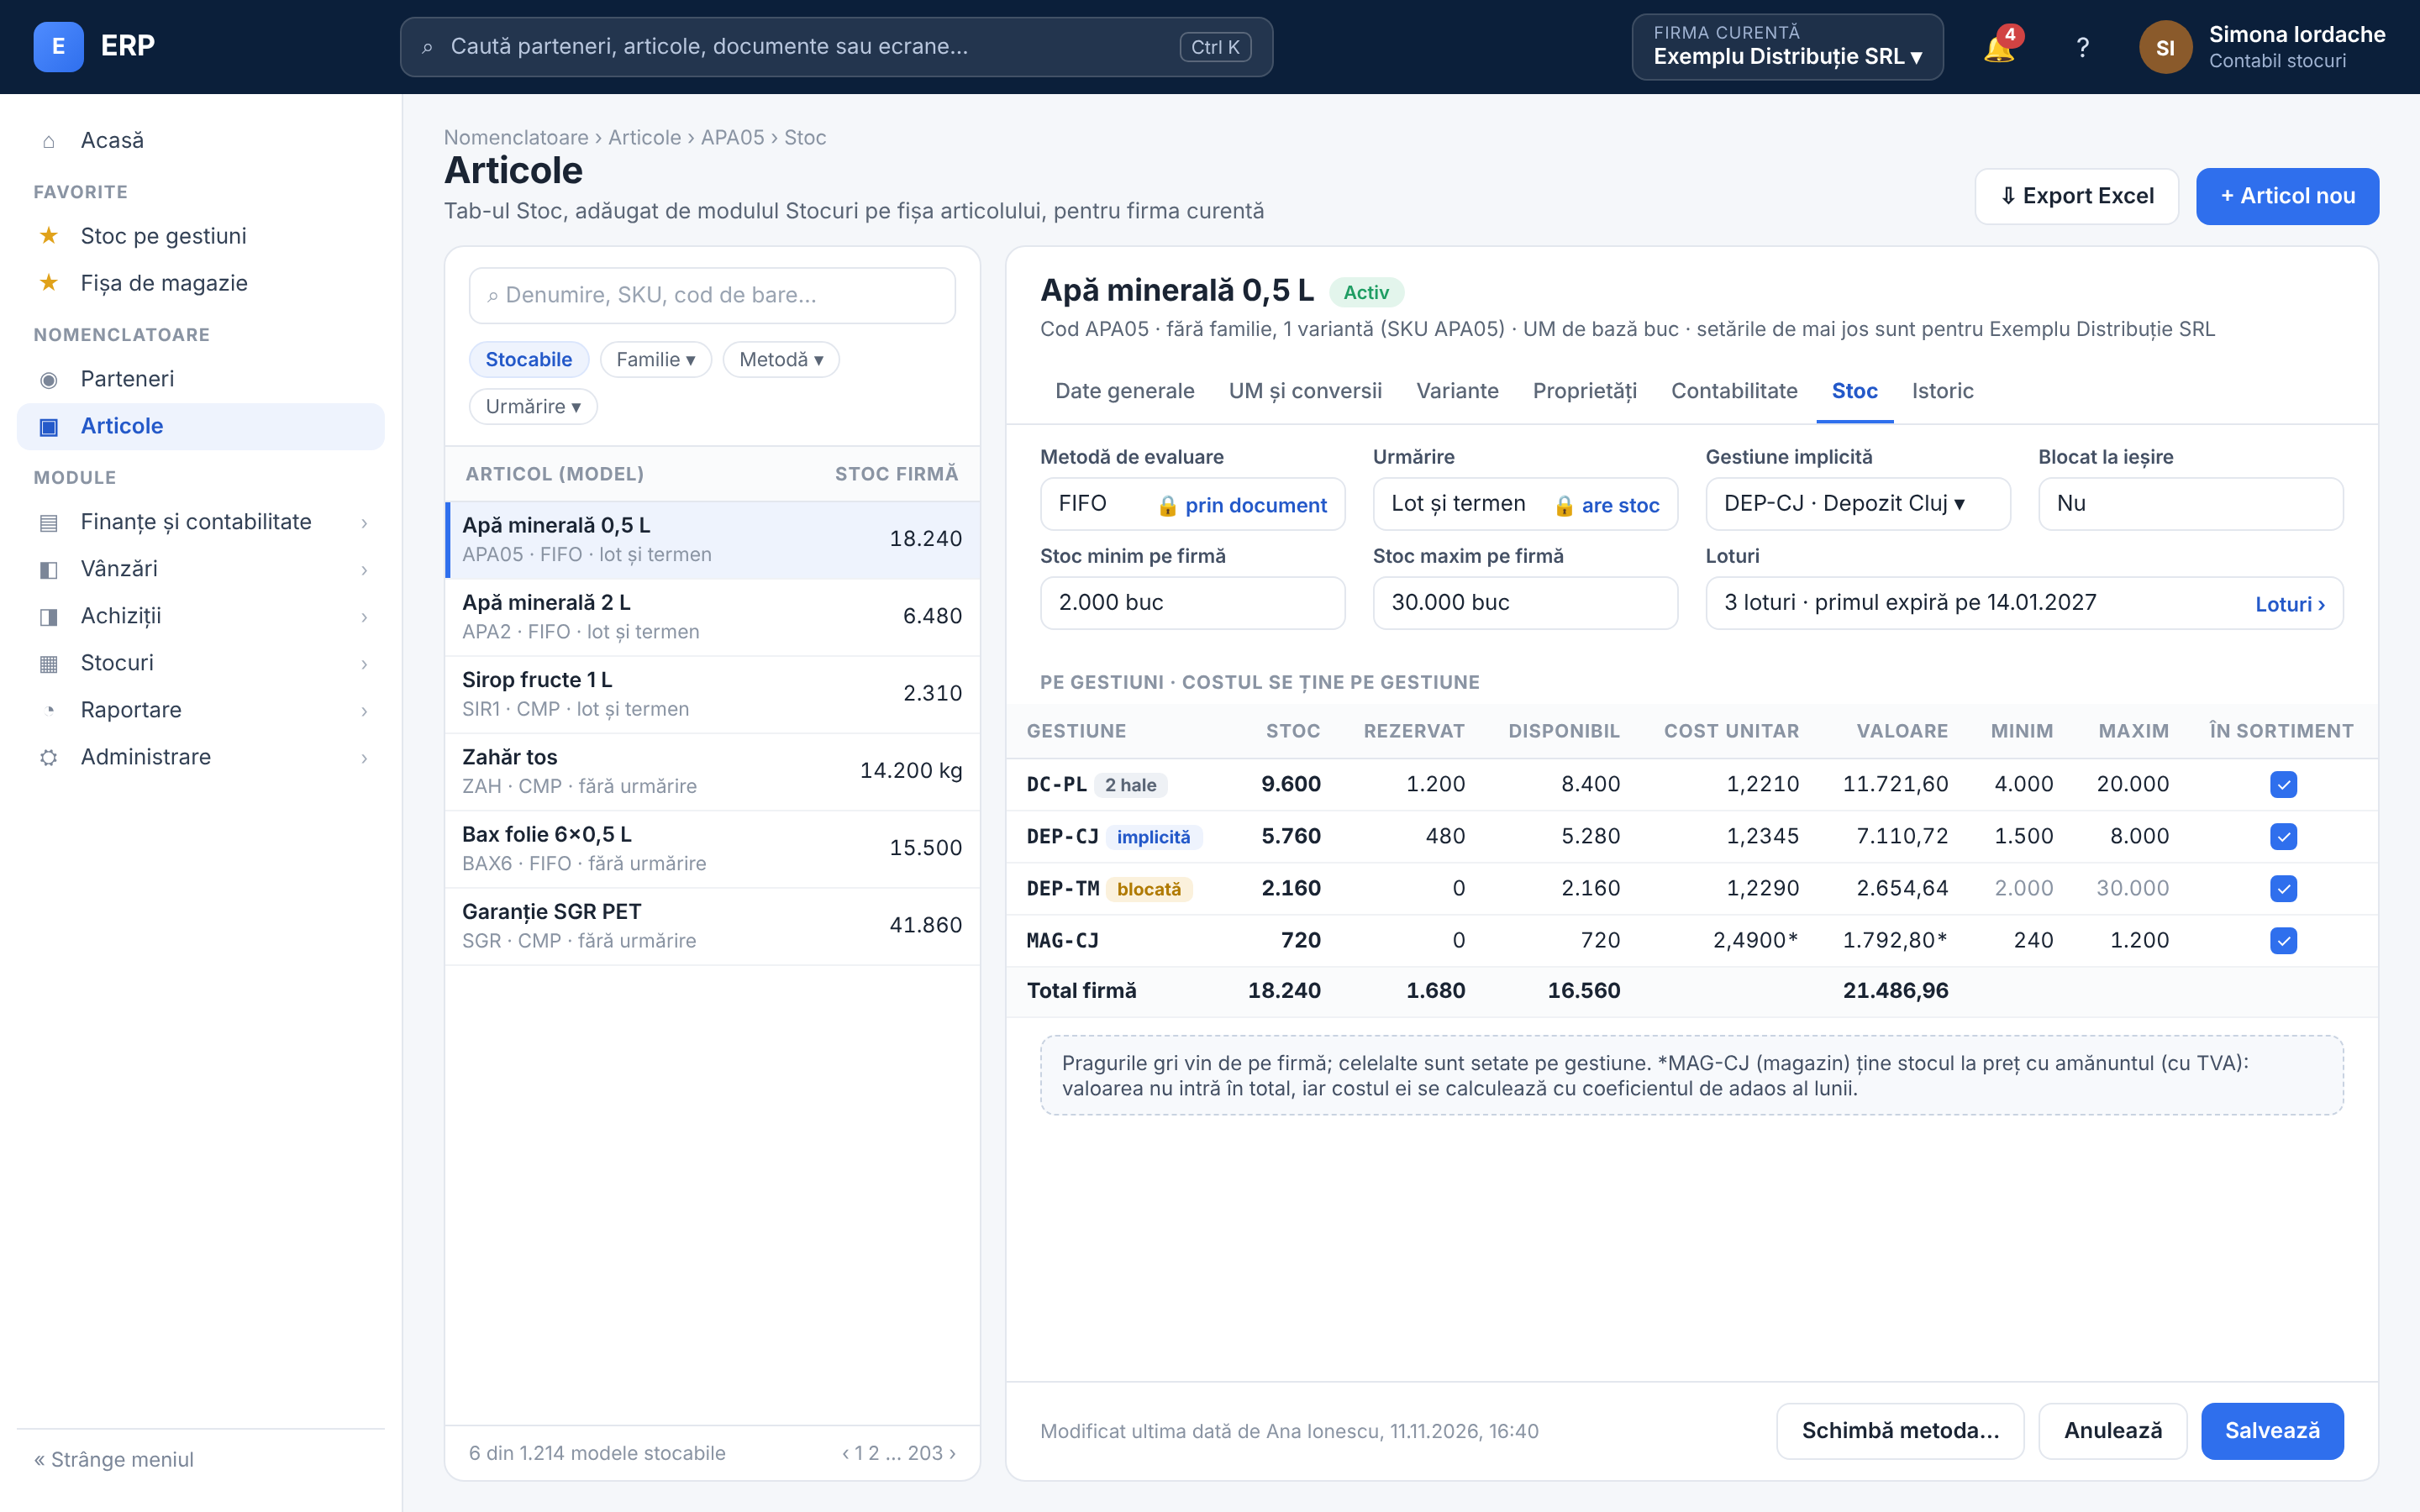 E ERP
Caută parteneri, articole, documente sau ecrane... Ctrl K
FIRMA CURENTĂ
Exemplu Distribuție SRL ▾
4
?
SI
Simona Iordache
Contabil stocuri
Acasă
FAVORITE
★ Stoc pe gestiuni
★ Fișa de magazie
NOMENCLATOARE
Parteneri
Articole
MODULE
Finanțe și contabilitate ›
Vânzări ›
Achiziții ›
Stocuri ›
Raportare ›
Administrare ›
« Strânge meniul
Nomenclatoare › Articole › APA05 › Stoc
Articole
Tab-ul Stoc, adăugat de modulul Stocuri pe fișa articolului, pentru firma curentă
⇩ Export Excel
+ Articol nou
Denumire, SKU, cod de bare...
Stocabile Familie ▾ Metodă ▾
Urmărire ▾
ARTICOL (MODEL) STOC FIRMĂ
Apă minerală 0,5 L
APA05 · FIFO · lot și termen
18.240
Apă minerală 2 L
APA2 · FIFO · lot și termen
6.480
Sirop fructe 1 L
SIR1 · CMP · lot și termen
2.310
Zahăr tos
ZAH · CMP · fără urmărire
14.200 kg
Bax folie 6×0,5 L
BAX6 · FIFO · fără urmărire
15.500
Garanție SGR PET
SGR · CMP · fără urmărire
41.860
6 din 1.214 modele stocabile ‹ 1 2 ... 203 ›
Apă minerală 0,5 L Activ
Cod APA05 · fără familie, 1 variantă (SKU APA05) · UM de bază buc · setările de mai jos sunt pentru Exemplu Distribuție SRL
Date generale UM și conversii Variante Proprietăți Contabilitate Stoc Istoric
Metodă de evaluare Urmărire Gestiune implicită Blocat la ieșire
FIFO 🔒 prin document Lot și termen 🔒 are stoc DEP-CJ · Depozit Cluj ▾ Nu
Stoc minim pe firmă Stoc maxim pe firmă Loturi
2.000 buc 30.000 buc 3 loturi · primul expiră pe 14.01.2027 Loturi ›
PE GESTIUNI · COSTUL SE ȚINE PE GESTIUNE
GESTIUNE STOC REZERVAT DISPONIBIL COST UNITAR VALOARE MINIM MAXIM ÎN SORTIMENT
DC-PL 2 hale 9.600 1.200 8.400 1,2210 11.721,60 4.000 20.000
DEP-CJ implicită 5.760 480 5.280 1,2345 7.110,72 1.500 8.000
DEP-TM blocată 2.160 0 2.160 1,2290 2.654,64 2.000 30.000
MAG-CJ 720 0 720 2,4900* 1.792,80* 240 1.200
Total firmă 18.240 1.680 16.560 21.486,96
Pragurile gri vin de pe firmă; celelalte sunt setate pe gestiune. *MAG-CJ (magazin) ține stocul la preț cu amănuntul (cu TVA):
valoarea nu intră în total, iar costul ei se calculează cu coeficientul de adaos al lunii.
Modificat ultima dată de Ana Ionescu, 11.11.2026, 16:40
Schimbă metoda... Anulează Salvează